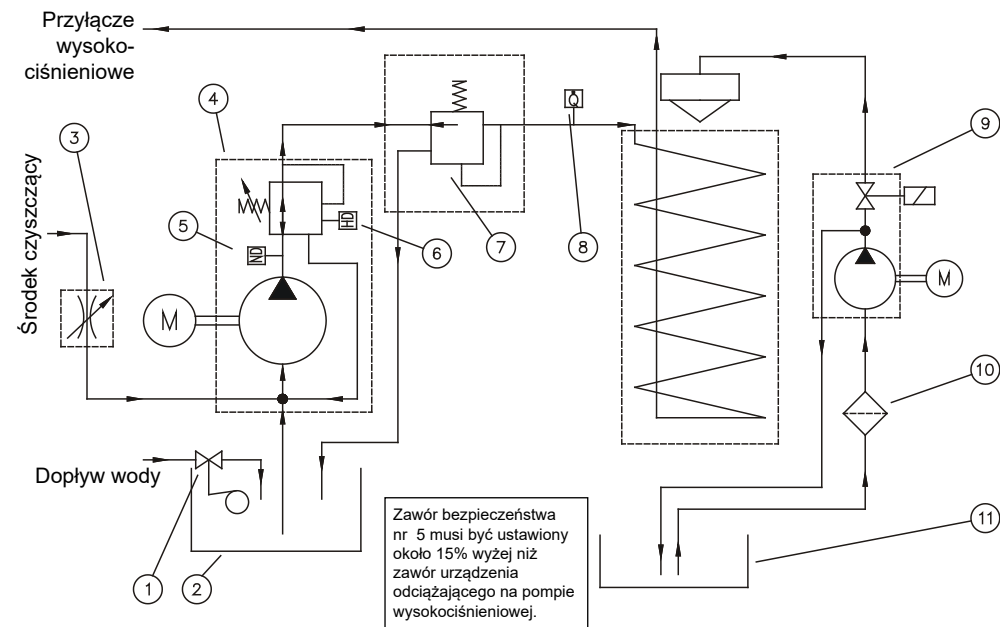 Przyłącze
wysoko-
ciśnieniowe
4
3
9
Środek czyszczący
5
ND
HD
6
7
Q
8
M
M
10
Dopływ wody
1
2
11
Zawór bezpieczeństwa
nr 5 musi być ustawiony
około 15% wyżej niż
zawór urządzenia
odciążającego na pompie
wysokociśnieniowej.